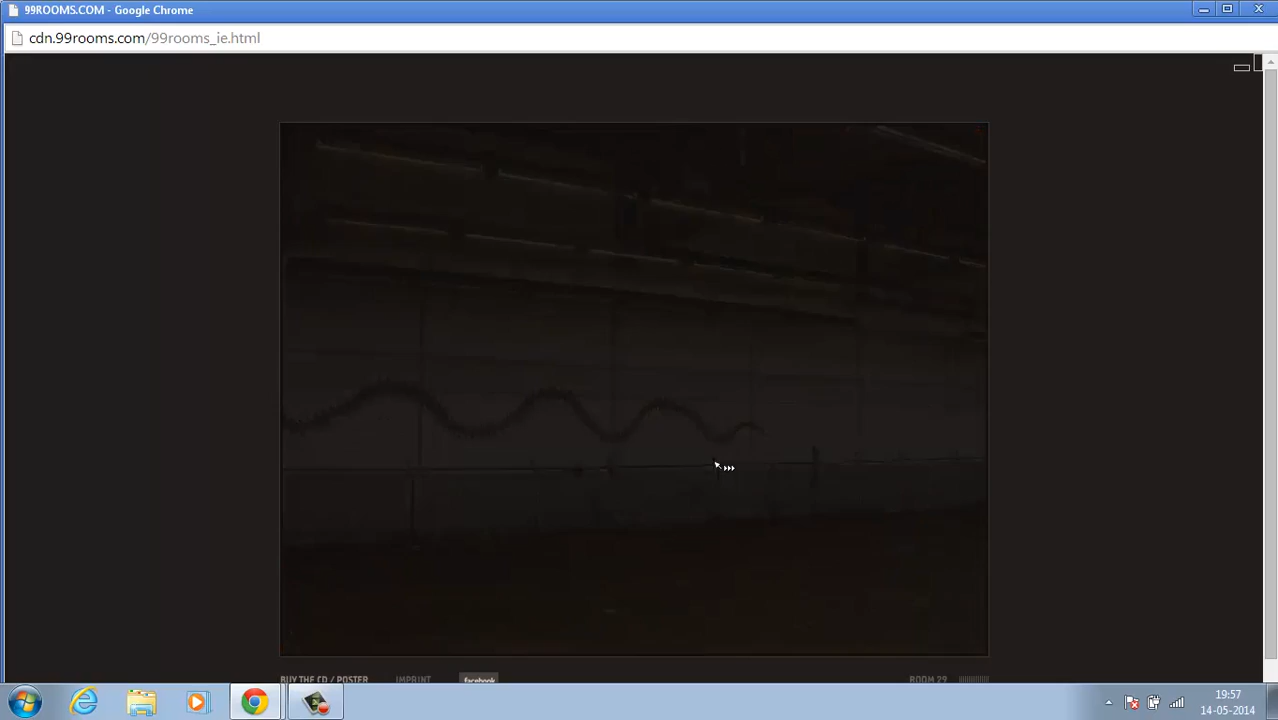 99ROOMS.COM - Google Chrome
cdn.99rooms.com/99rooms_ie.html
BUY THE CD / POSTER IMPRINT facebook ROOM 29
19:57
14-05-2014